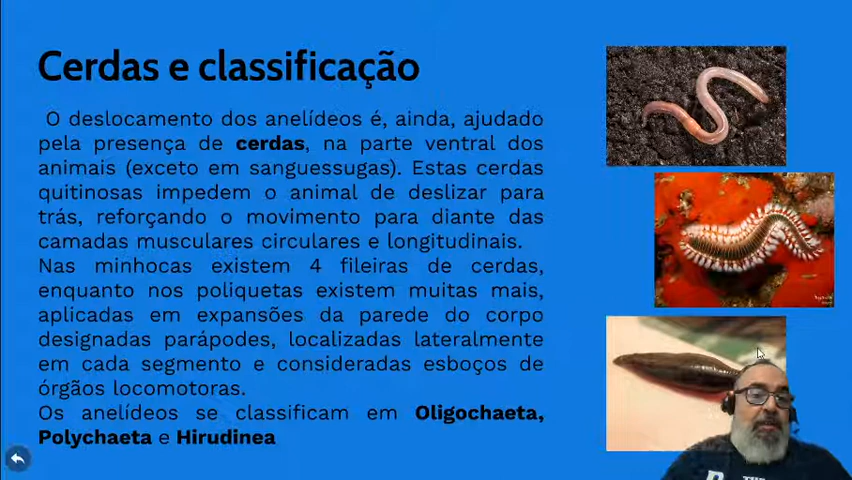 Cerdas e classificação
O deslocamento dos anelídeos é, ainda, ajudado
pela presença de cerdas, na parte ventral dos
animais (exceto em sanguessugas). Estas cerdas
quitinosas impedem o animal de deslizar para
trás, reforçando o movimento para diante das
camadas musculares circulares e longitudinais.
Nas minhocas existem 4 fileiras de cerdas,
enquanto nos poliquetas existem muitas mais,
aplicadas em expansões da parede do corpo
designadas parápodes, localizadas lateralmente
em cada segmento e consideradas esboços de
órgãos locomotoras.
Os anelídeos se classificam em Oligochaeta,
Polychaeta e Hirudinea